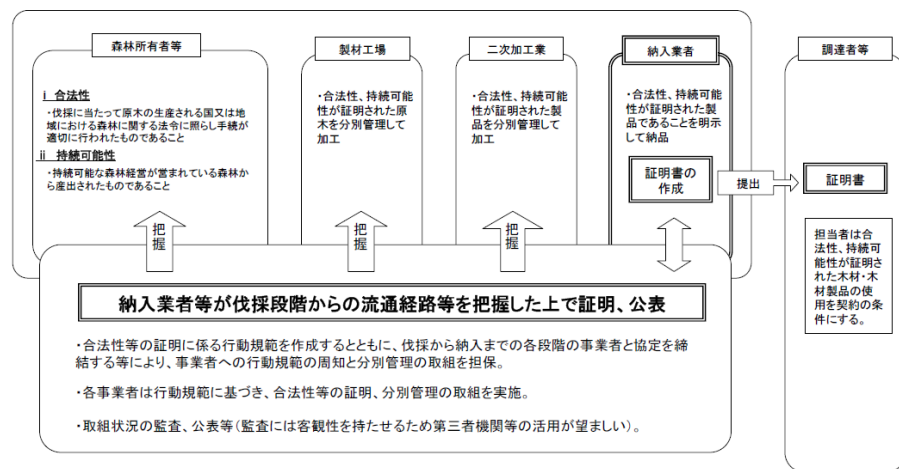 森林所有者等
ⅰ 合法性
・伐採に当たって原木の生産される国又は地
域における森林に関する法令に照らし手続が
適切に行われたものであること
ⅱ 持続可能性
・持続可能な森林経営が営まれている森林か
ら産出されたものであること
製材工場
・合法性、持続可能
性が証明された原
木を分別管理して
加工
二次加工業
・合法性、持続可能
性が証明された製
品を分別管理して
加工
納入業者
・合法性、持続可能
性が証明された製
品であることを明示
して納品
証明書の
作成
提出
調達者等
証明書
担当者は合
法性、持続可
能性が証明さ
れた木材・木
材製品の使
用を契約の条
件にする。
把握
把握
把握
納入業者等が伐採段階からの流通経路等を把握した上で証明、公表
・合法性等の証明に係る行動規範を作成するとともに、伐採から納入までの各段階の事業者と協定を締
結する等により、事業者への行動規範の周知と分別管理の取組を担保。
・各事業者は行動規範に基づき、合法性等の証明、分別管理の取組を実施。
・取組状況の監査、公表等(監査には客観性を持たせるため第三者機関等の活用が望ましい)。